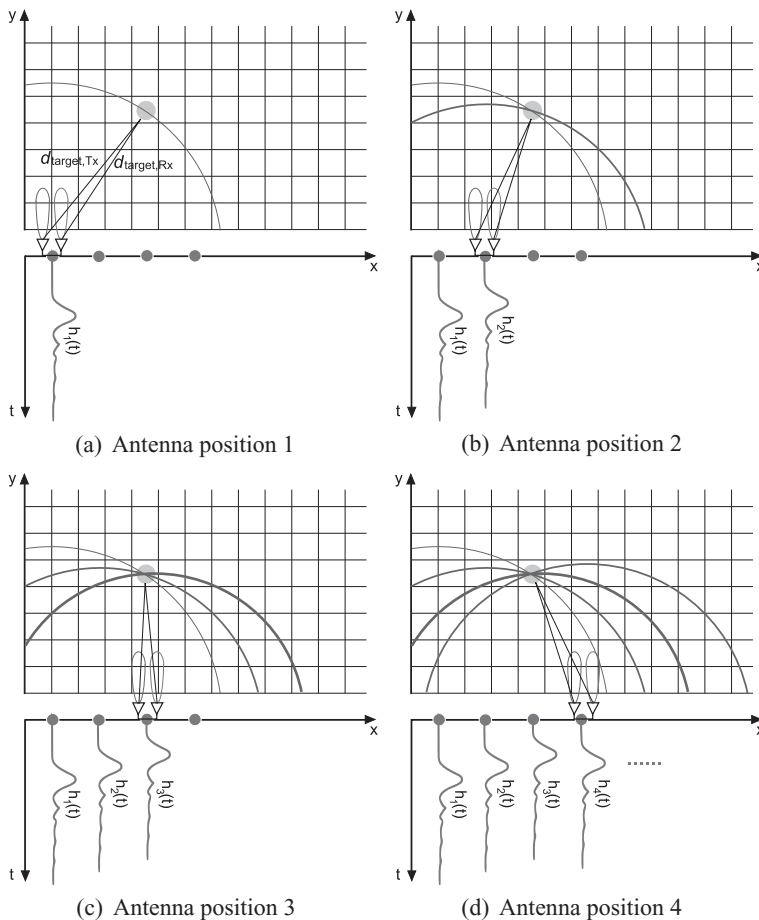 y
d_target,Tx
d_target,Rx
x
h_1(t)
t
(a) Antenna position 1
y
x
h_1(t)
h_2(t)
t
(b) Antenna position 2
y
x
h_1(t)
h_2(t)
h_3(t)
t
(c) Antenna position 3
y
x
h_1(t)
h_2(t)
h_3(t)
h_4(t)
t
(d) Antenna position 4